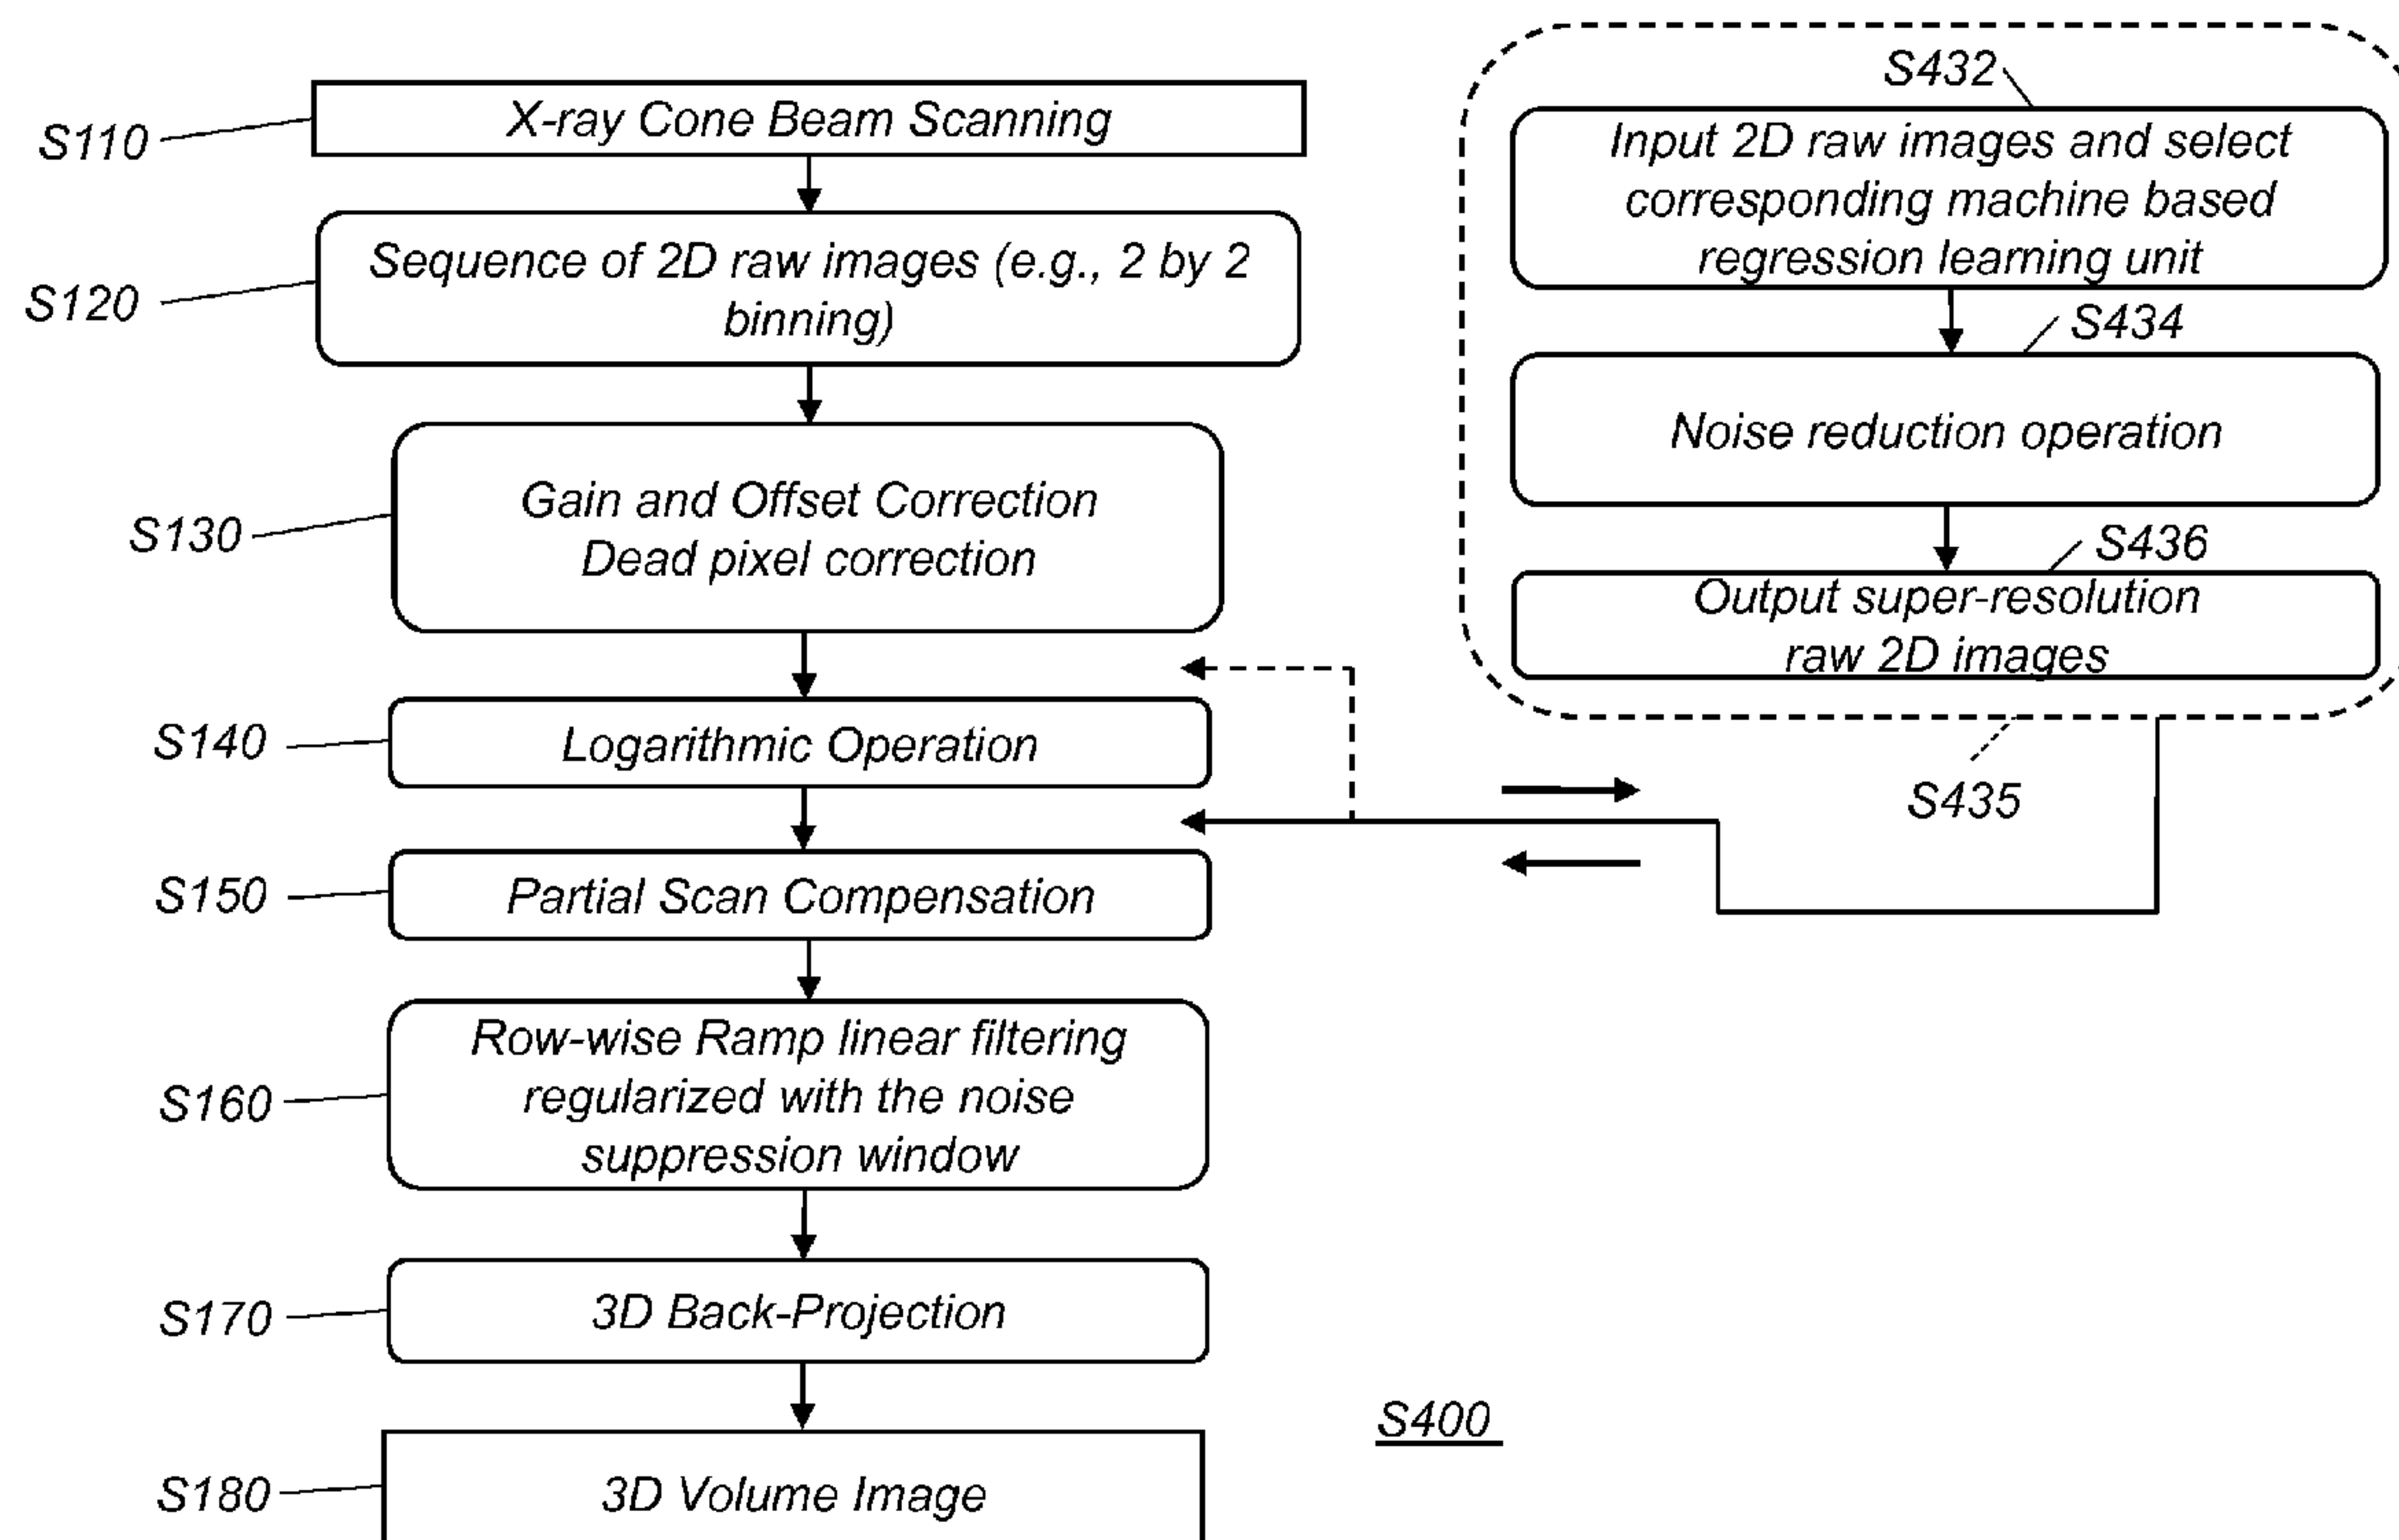 S110
X-ray Cone Beam Scanning
S120
Sequence of 2D raw images (e.g., 2 by 2
binning)
S130
Gain and Offset Correction
Dead pixel correction
S140
Logarithmic Operation
S150
Partial Scan Compensation
S160
Row-wise Ramp linear filtering
regularized with the noise
suppression window
S170
3D Back-Projection
S180
3D Volume Image
S432
Input 2D raw images and select
corresponding machine based
regression learning unit
S434
Noise reduction operation
S436
Output super-resolution
raw 2D images
S435
S400